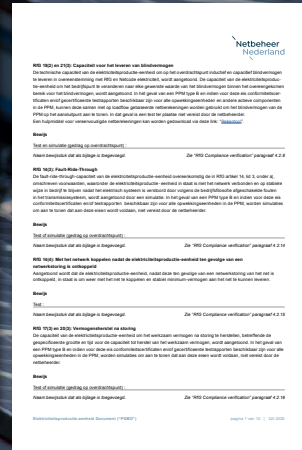 Netbeheer
Nederland
RfG 18(2) en 21(3): Capaciteit voor het leveren van blindvermogen
De technische capaciteit van de elektriciteitsproductie-eenheid om op het overdrachtspunt inductief en capacitief blindvermogen
te leveren in overeenstemming met RfG en Netcode elektriciteit, wordt aangetoond. De capaciteit van de elektriciteitsproduc-
tie-eenheid om het bedrijfspunt te veranderen naar elke gewenste waarde van het blindvermogen binnen het overeengekomen
bereik voor het blindvermogen, wordt aangetoond. In het geval van een PPM type B en indien voor deze als conformiteitscer-
tificaten en/of gecertificeerde testrapporten beschikbaar zijn voor alle opwekkingseenheden en andere actieve componenten
in de PPM, kunnen deze samen met op loadflow gebaseerde netberekeningen worden gebruikt om het blindvermogen van de
PPM op het aansluitpunt aan te tonen. In dat geval is een test ter plaatse niet vereist door de netbeheerder.
Een hulpmiddel voor vereenvoudigde netberekeningen kan worden gedownload via deze link:
Bewijs
Test en simulatie (gedrag op overdrachtspunt) :
Naam bewijsstuk dat als bijlage is toegevoegd. Zie "RfG Compliance verification" paragraaf 4.2.8
RfG 16(3): Fault-Ride-Through
De fault-ride-through-capaciteit van de elektriciteitsproductie-eenheid overeenkomstig de in RfG artikel 14, lid 3, onder a),
omschreven voorwaarden, waaronder de elektriciteitsproductie-eenheid in staat is met het netwerk verbonden en op stabiele
wijze in bedrijf te blijven nadat het elektriciteitsnetwerk systeem is verstoord door volgens de bedrijfsfilosofie afgeschakelde fouten
in het transmissiesysteem, wordt aangetoond door een simulatie. In het geval van een PPM type B en indien voor deze als
conformiteitscertificaten en/of gecertificeerde testrapporten beschikbaar zijn voor alle opwekkingseenheden in de PPM, worden simulaties
om aan te tonen dat aan deze eisen wordt voldaan, niet vereist door de netbeheerder.
Bewijs
Test of simulatie (gedrag op overdrachtspunt) :
Naam bewijsstuk dat als bijlage is toegevoegd. Zie "RfG Compliance verification" paragraaf 4.2.14
RfG 16(4): Met het netwerk koppelen nadat de elektriciteitsproductie-eenheid ten gevolge van een
netwerkstoring is ontkoppeld
Aangetoond wordt dat de elektriciteitsproductie-eenheid, nadat deze ten gevolge van een netwerkstoring van het net is
ontkoppeld, in staat is om weer met het net te koppelen en stabiel minimum-vermogen aan het net te kunnen leveren.
Bewijs
Test :
Naam bewijsstuk dat als bijlage is toegevoegd. Zie "RfG Compliance verification" paragraaf 4.2.15
RfG 17(3) en 20(3): Vermogensherstel na storing
De capaciteit van de elektriciteitsproductie-eenheid om het werkzaam vermogen na storing te herstellen, betreffende de
gespecificeerde grootte en tijd voor de capaciteit tot herstel van het werkzaam vermogen, wordt aangetoond. In het geval van
een PPM type B en indien voor deze als conformiteitscertificaten en/of gecertificeerde testrapporten beschikbaar zijn voor alle
opwekkingseenheden in de PPM, worden simulaties om aan te tonen dat aan deze eisen wordt voldaan, niet vereist door de
netbeheerder.
Bewijs
Test of simulatie (gedrag op overdrachtspunt) :
Naam bewijsstuk dat als bijlage is toegevoegd. Zie "RfG Compliance verification" paragraaf 4.2.16
Elektriciteitsproductie-eenheid Document ("PGMD")